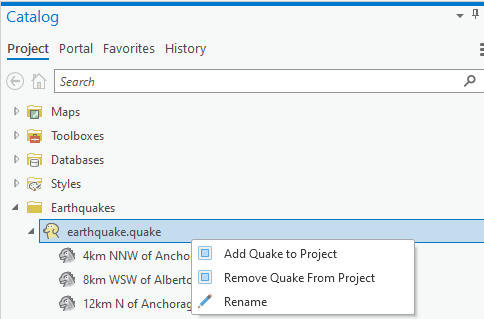 Catalog
Project Portal Favorites History
Search
Maps
Toolboxes
Databases
Styles
Earthquakes
earthquake.quake
Add Quake to Project
Remove Quake From Project
Rename
4km NNW of Ancho
8km WSW of Alberto
12km N of Anchorag